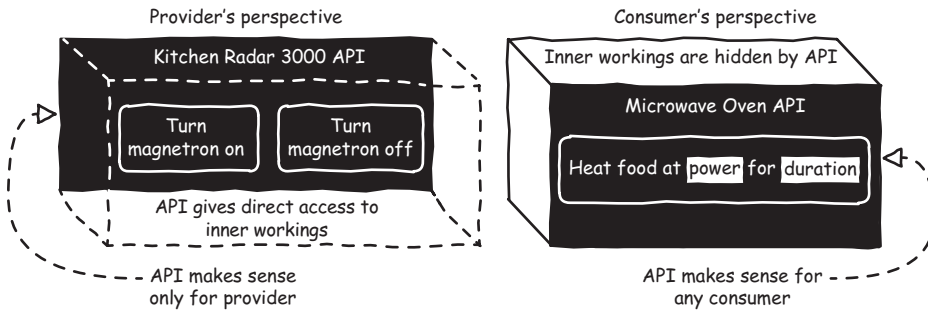 Provider's perspective
Kitchen Radar 3000 API
Turn
magnetron on
Turn
magnetron off
API gives direct access to
inner workings
API makes sense
only for provider
Consumer's perspective
Inner workings are hidden by API
Microwave Oven API
Heat food at power for duration
API makes sense for
any consumer